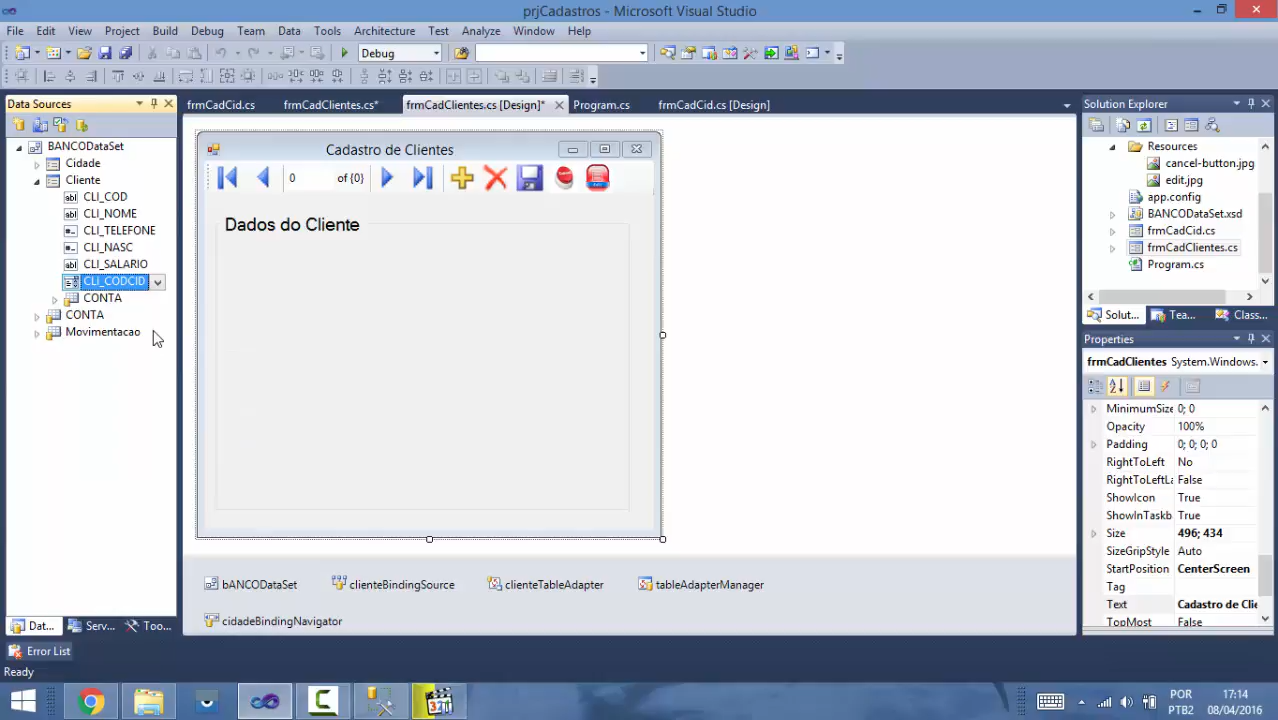 prjCadastros - Microsoft Visual Studio
File Edit View Project Build Debug Team Data Tools Architecture Test Analyze Window Help
Debug
Data Sources
frmCadCid.cs frmCadClientes.cs* frmCadClientes.cs [Design]* Program.cs frmCadCid.cs [Design]
Solution Explorer
BANCODataSet
Cidade
Cliente
CLI_COD
CLI_NOME
CLI_TELEFONE
CLI_NASC
CLI_SALARIO
CLI_CODCID
CONTA
CONTA
Movimentacao
Dat... Serv... Too...
Cadastro de Clientes
0 of {0}
Dados do Cliente
bANCODataSet clienteBindingSource clienteTableAdapter tableAdapterManager
cidadeBindingNavigator
Resources
cancel-button.jpg
edit.jpg
app.config
BANCODataSet.xsd
frmCadCid.cs
frmCadClientes.cs
Program.cs
Solut... Tea... Class...
Properties
frmCadClientes System.Windows.
MinimumSize 0; 0
Opacity 100%
Padding 0; 0; 0; 0
RightToLeft No
RightToLeftLa False
ShowIcon True
ShowInTaskb True
Size 496; 434
SizeGripStyle Auto
StartPosition CenterScreen
Tag
Text Cadastro de Clie
TopMost False
Error List
Ready
POR
PTB2
17:14
08/04/2016